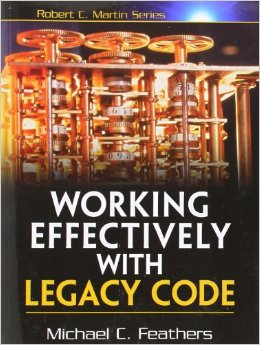 Robert C. Martin Series
WORKING
EFFECTIVELY
WITH
LEGACY CODE
Michael C. Feathers